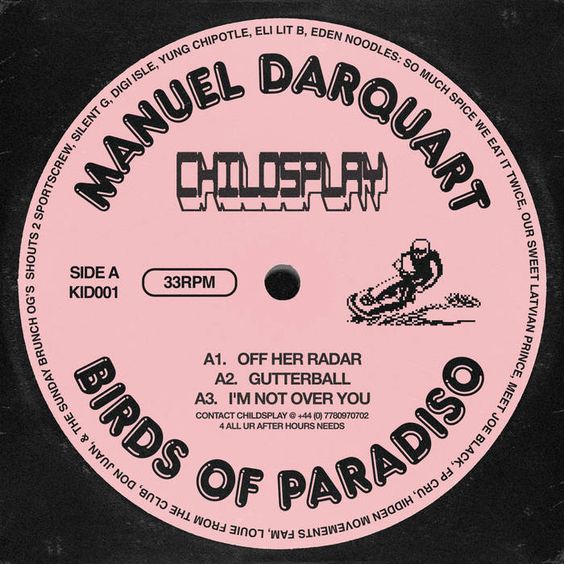 SHOUTS 2 SPORTSCREW, SILENT G, DIGI ISLE, YUNG CHIPOTLE, ELI LIT B, EDEN NOODLES: SO MUCH SPICE WE EAT IT TWICE, OUR SWEET LATVIAN PRINCE, MEET JOE BLACK, FP CRU, HIDDEN MOVEMENTS FAM, LOUIE FROM THE CLUB, DON JUAN, & THE SUNDAY BRUNCH OG'S
MANUEL DARQUART
CHILDSPLAY
SIDE A
KID001
33RPM
A1. OFF HER RADAR
A2. GUTTERBALL
A3. I'M NOT OVER YOU
CONTACT CHILDSPLAY @ +44 (0) 7780970702
4 ALL UR AFTER HOURS NEEDS
BIRDS OF PARADISO